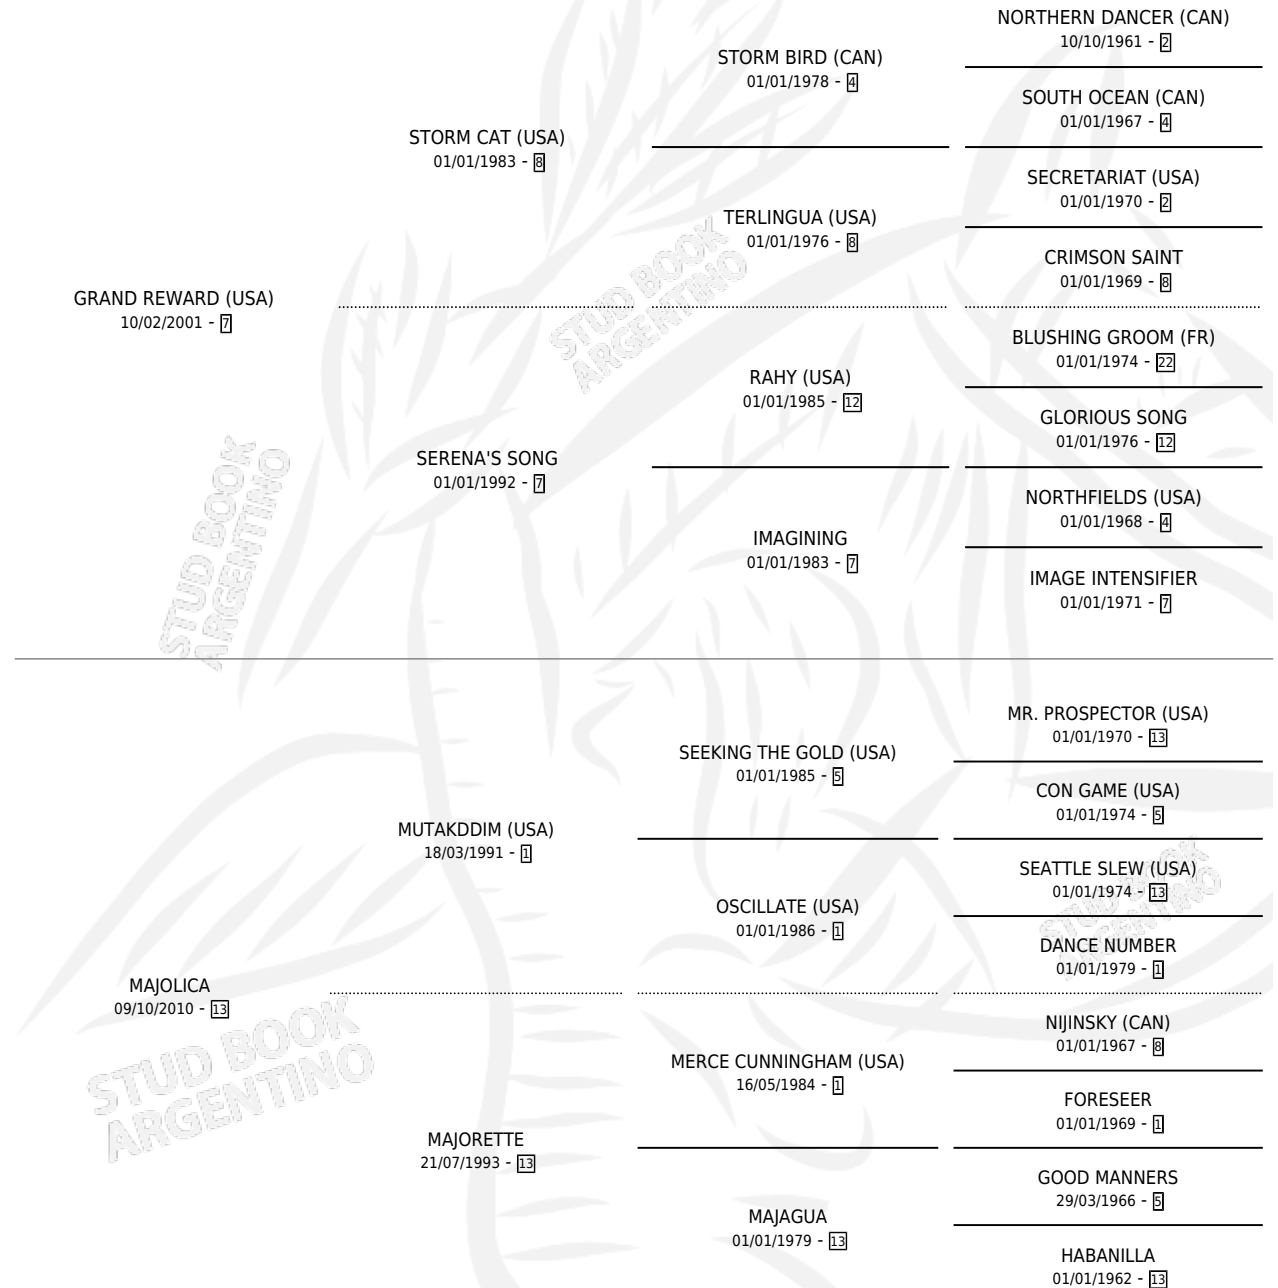 NORTHERN DANCER (CAN)
10/10/1961 - 2
STORM BIRD (CAN)
01/01/1978 - 4
SOUTH OCEAN (CAN)
01/01/1967 - 4
STORM CAT (USA)
01/01/1983 - 8
SECRETARIAT (USA)
01/01/1970 - 2
TERLINGUA (USA)
01/01/1976 - 8
CRIMSON SAINT
01/01/1969 - 8
GRAND REWARD (USA)
10/02/2001 - 7
STUD BOOK
ARGENTINO
BLUSHING GROOM (FR)
01/01/1974 - 22
RAHY (USA)
01/01/1985 - 12
GLORIOUS SONG
01/01/1976 - 12
SERENA'S SONG
01/01/1992 - 7
NORTHFIELDS (USA)
01/01/1968 - 4
IMAGINING
01/01/1983 - 7
IMAGE INTENSIFIER
01/01/1971 - 7
STUD BOOK
ARGENTINO
MR. PROSPECTOR (USA)
01/01/1970 - 13
SEEKING THE GOLD (USA)
01/01/1985 - 5
CON GAME (USA)
01/01/1974 - 5
MUTAKDDIM (USA)
18/03/1991 - 1
SEATTLE SLEW (USA)
01/01/1974 - 13
OSCILLATE (USA)
01/01/1986 - 1
STUD BOOK
ARGENTINO
DANCE NUMBER
01/01/1979 - 1
MAJOLICA
09/10/2010 - 13
NIJINSKY (CAN)
01/01/1967 - 8
MERCE CUNNINGHAM (USA)
16/05/1984 - 1
FORESEER
01/01/1969 - 1
STUD BOOK
ARGENTINO
MAJORETTE
21/07/1993 - 13
GOOD MANNERS
29/03/1966 - 5
MAJAGUA
01/01/1979 - 13
HABANILLA
01/01/1962 - 13